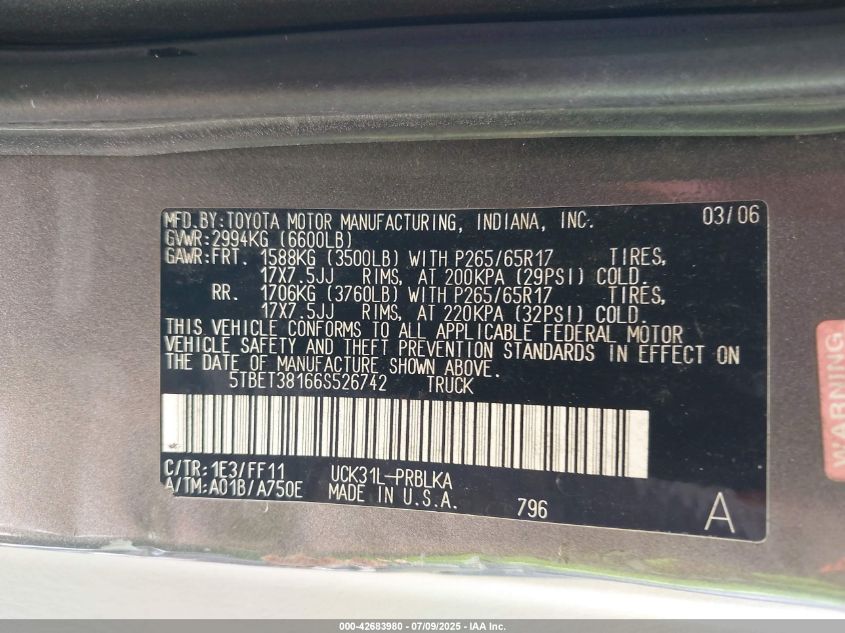 MFD.BY:TOYOTA MOTOR MANUFACTURING, INDIANA, INC. 03/06
GVWR:2994KG (6600LB)
GAWR:FRT. 1588KG (3500LB) WITH P265/65R17 TIRES,
17X7.5JJ RIMS, AT 200KPA (29PSI) COLD.
RR. 1706KG (3760LB) WITH P265/65R17 TIRES,
17X7.5JJ RIMS, AT 220KPA (32PSI) COLD.
THIS VEHICLE CONFORMS TO ALL APPLICABLE FEDERAL MOTOR
VEHICLE SAFETY AND THEFT PREVENTION STANDARDS IN EFFECT ON
THE DATE OF MANUFACTURE SHOWN ABOVE.
5TBET38166S526742 TRUCK
C/TR:1E3/FF11 UCK31L-PRBLKA
A/TM:A01B/A750E MADE IN U.S.A. 796 A
WARNING
000-42683980 - 07/09/2025 - IAA Inc.